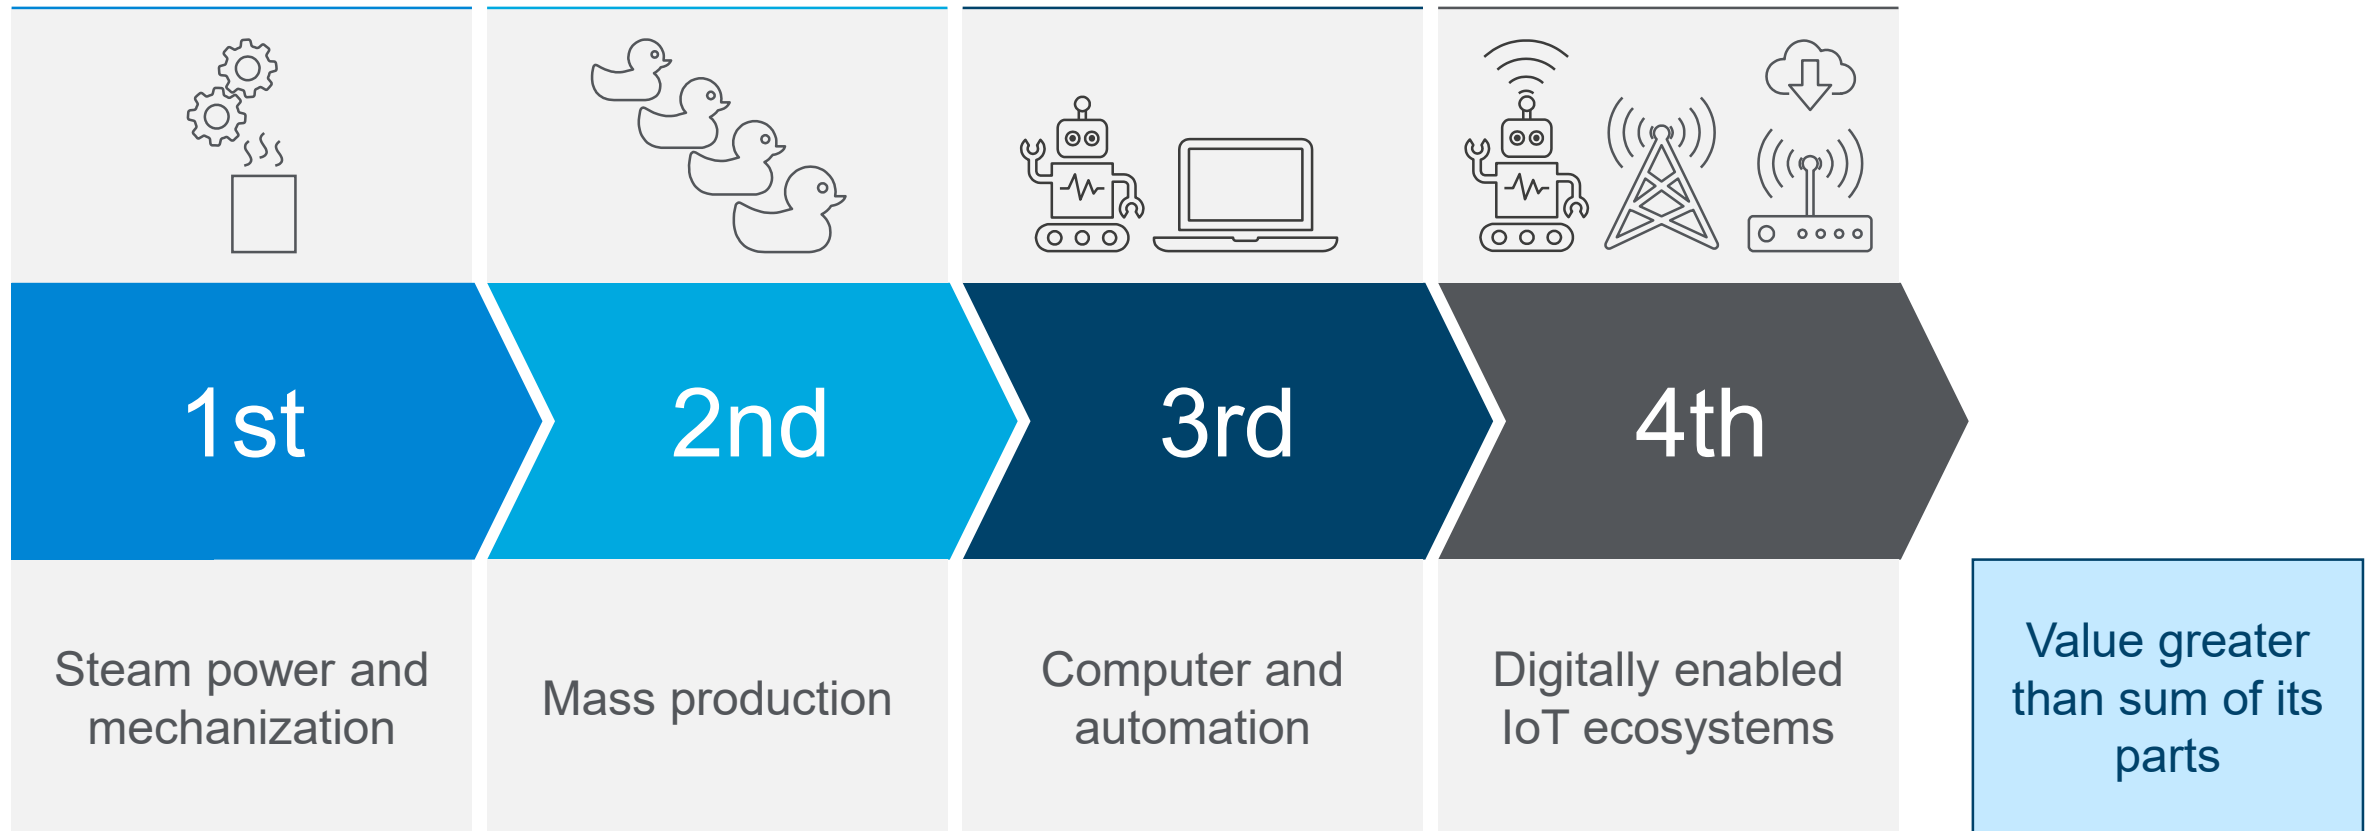 1st
2nd
3rd
4th
Steam power and
mechanization
Mass production
Computer and
automation
Digitally enabled
IoT ecosystems
Value greater
than sum of its
parts